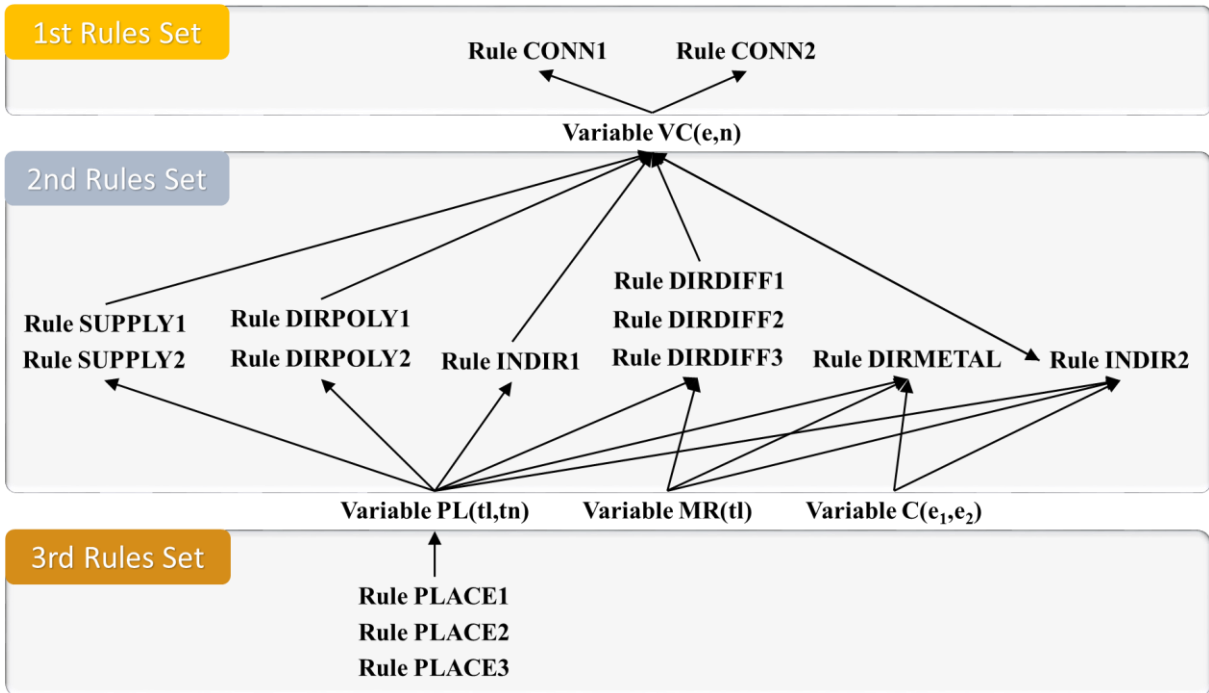 1st Rules Set
Rule CONN1
Rule CONN2
Variable VC(e,n)
2nd Rules Set
Rule SUPPLY1
Rule SUPPLY2
Rule DIRPOLY1
Rule DIRPOLY2
Rule INDIR1
Rule DIRDIFF1
Rule DIRDIFF2
Rule DIRDIFF3
Rule DIRMETAL
Rule INDIR2
Variable PL(tl,tn)
Variable MR(tl)
Variable C(e₁,e₂)
3rd Rules Set
Rule PLACE1
Rule PLACE2
Rule PLACE3